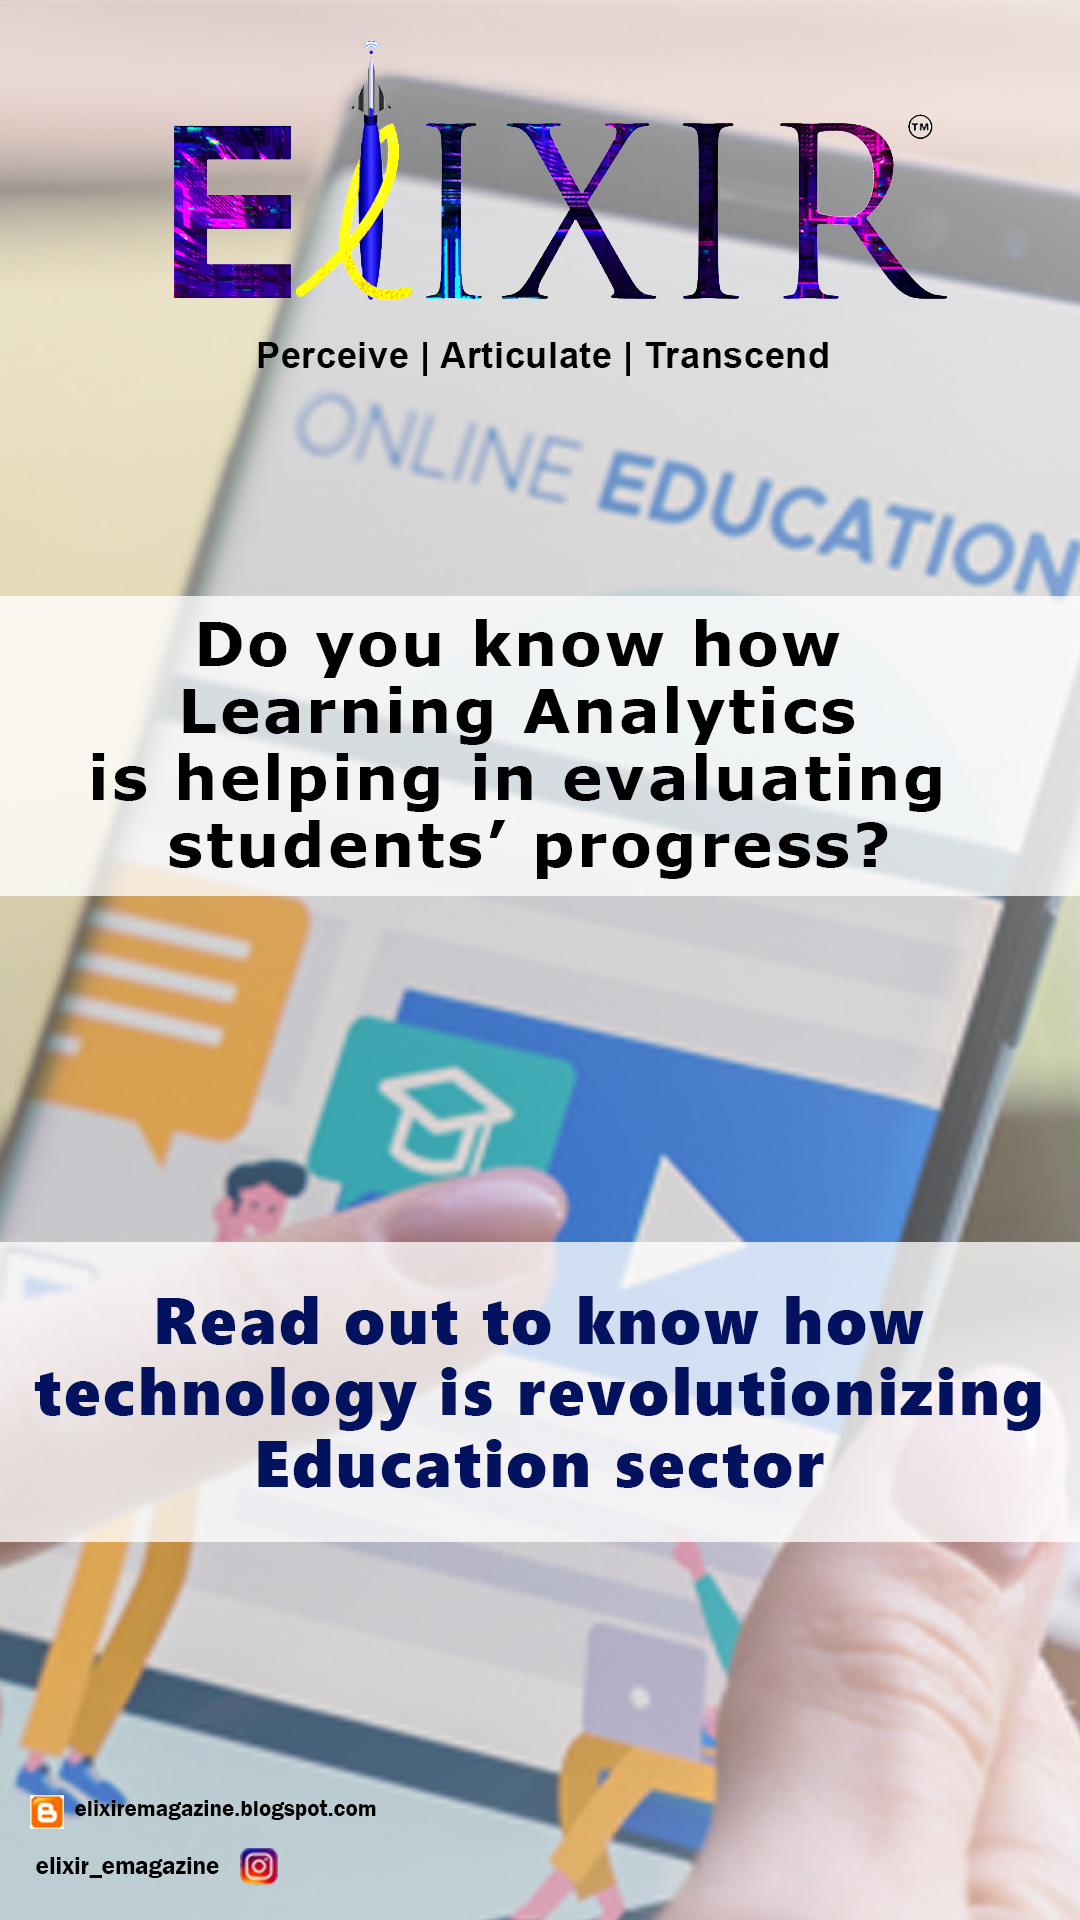 ElIXIR™
Perceive | Articulate | Transcend
ONLINE EDUCATION
Do you know how
Learning Analytics
is helping in evaluating
students’ progress?
Read out to know how
technology is revolutionizing
Education sector
elixiremagazine.blogspot.com
elixir_emagazine